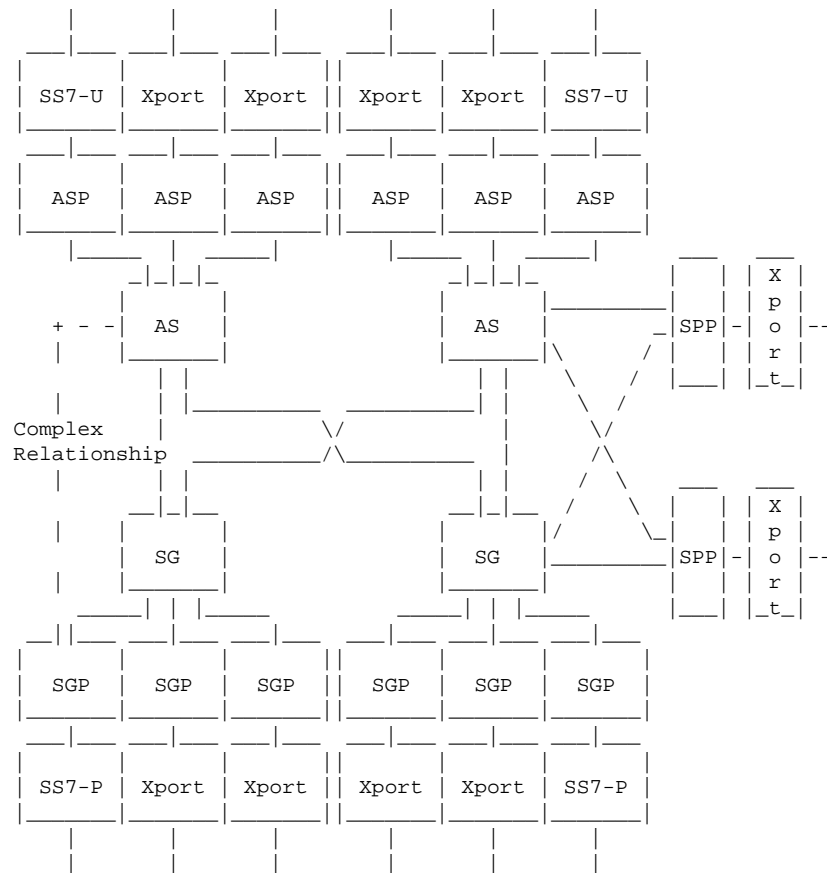 SS7-U Xport Xport Xport Xport SS7-U
ASP ASP ASP ASP ASP ASP
X
p
AS AS
SPP o
r
t
Complex
Relationship
X
p
SG SG SPP o
r
t
SGP SGP SGP SGP SGP SGP
SS7-P Xport Xport Xport Xport SS7-P